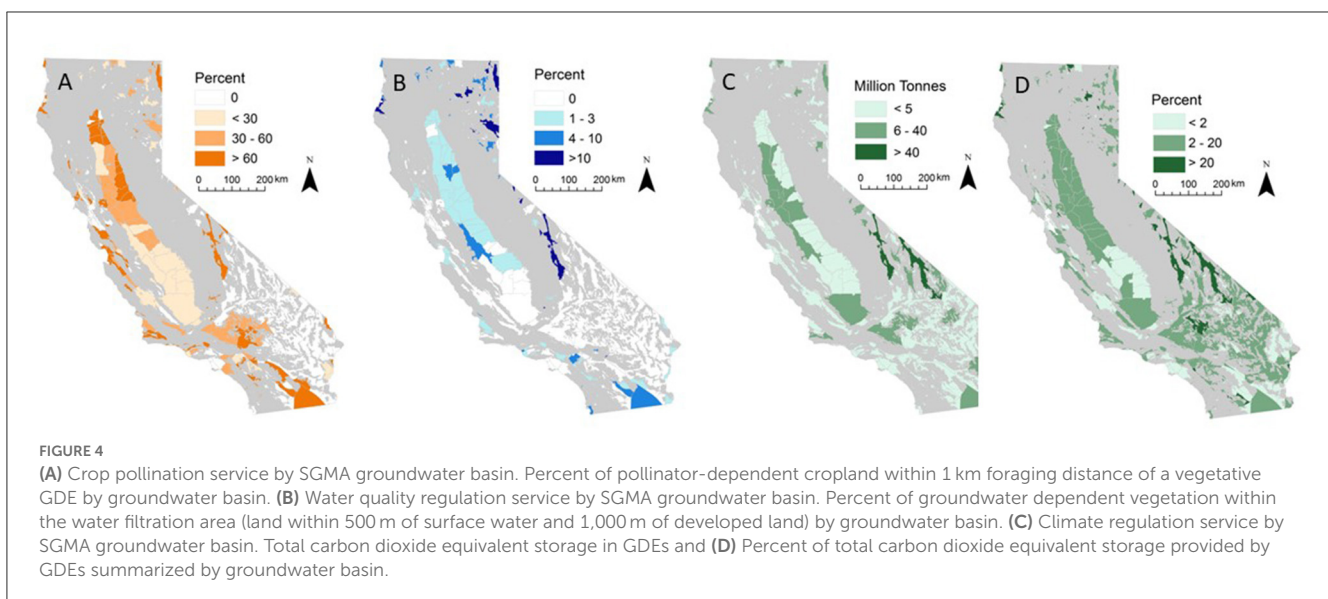 A
Percent
0
< 30
30 - 60
> 60
0 100 200 km
N
B
Percent
0
1 - 3
4 - 10
>10
0 100 200 km
N
C
Million Tonnes
< 5
6 - 40
> 40
0 100 200 km
N
D
Percent
< 2
2 - 20
> 20
0 100 200 km
N
FIGURE 4
(A) Crop pollination service by SGMA groundwater basin. Percent of pollinator-dependent cropland within 1 km foraging distance of a vegetative
GDE by groundwater basin. (B) Water quality regulation service by SGMA groundwater basin. Percent of groundwater dependent vegetation within
the water filtration area (land within 500 m of surface water and 1,000 m of developed land) by groundwater basin. (C) Climate regulation service by
SGMA groundwater basin. Total carbon dioxide equivalent storage in GDEs and (D) Percent of total carbon dioxide equivalent storage provided by
GDEs summarized by groundwater basin.